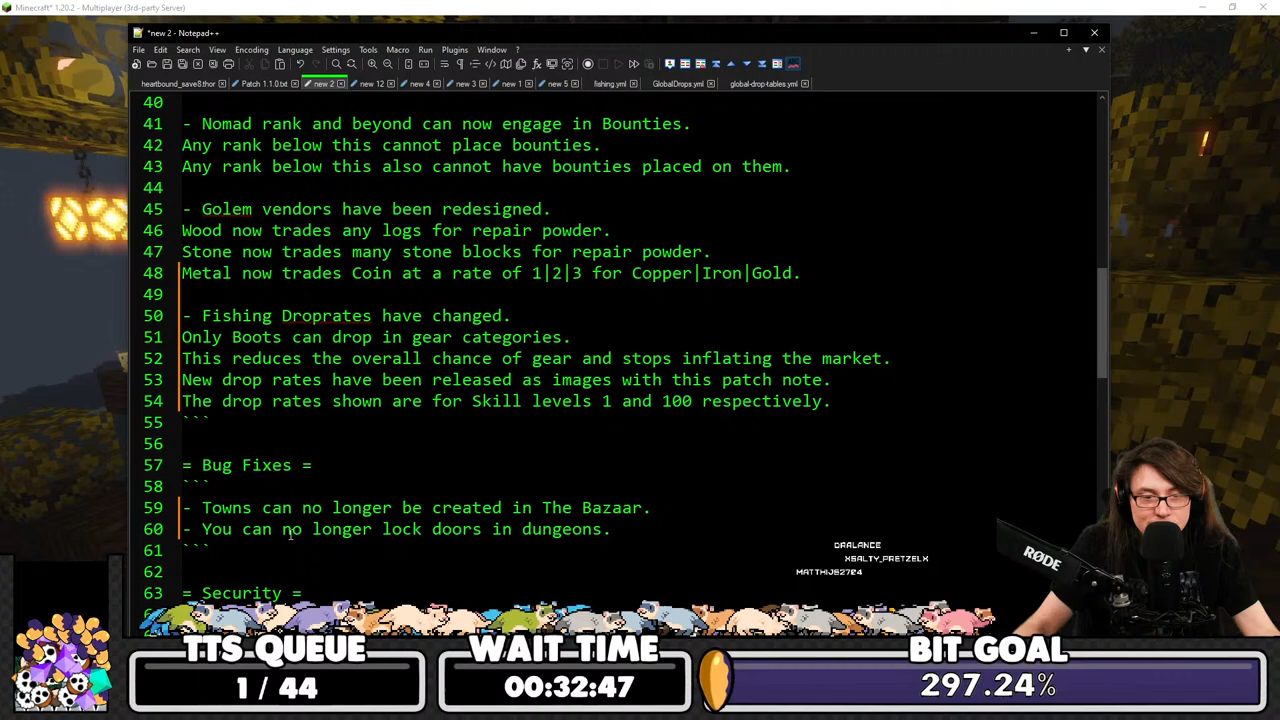 Minecraft* 1.20.2 - Multiplayer (3rd-party Server)
*new 2 - Notepad++
File Edit Search View Encoding Language Settings Tools Macro Run Plugins Window ?
heartbound_save8.thor Patch 1.1.0.txt new 2 new 12 new 4 new 3 new 1 new 5 fishing.yml GlobalDrops.yml global-drop-tables.yml
40
41 - Nomad rank and beyond can now engage in Bounties.
42 Any rank below this cannot place bounties.
43 Any rank below this also cannot have bounties placed on them.
44
45 - Golem vendors have been redesigned.
46 Wood now trades any logs for repair powder.
47 Stone now trades many stone blocks for repair powder.
48 Metal now trades Coin at a rate of 1|2|3 for Copper|Iron|Gold.
49
50 - Fishing Droprates have changed.
51 Only Boots can drop in gear categories.
52 This reduces the overall chance of gear and stops inflating the market.
53 New drop rates have been released as images with this patch note.
54 The drop rates shown are for Skill levels 1 and 100 respectively.
55 ```
56
57 = Bug Fixes =
58 ```
59 - Towns can no longer be created in The Bazaar.
60 - You can no longer lock doors in dungeons.
61 ```
62
63 = Security =
DRALANCE
XSALTY_PRETZELX
MATTHIJS2704
RØDE
TTS QUEUE
1 / 44
WAIT TIME
00:32:47
BIT GOAL
297.24%